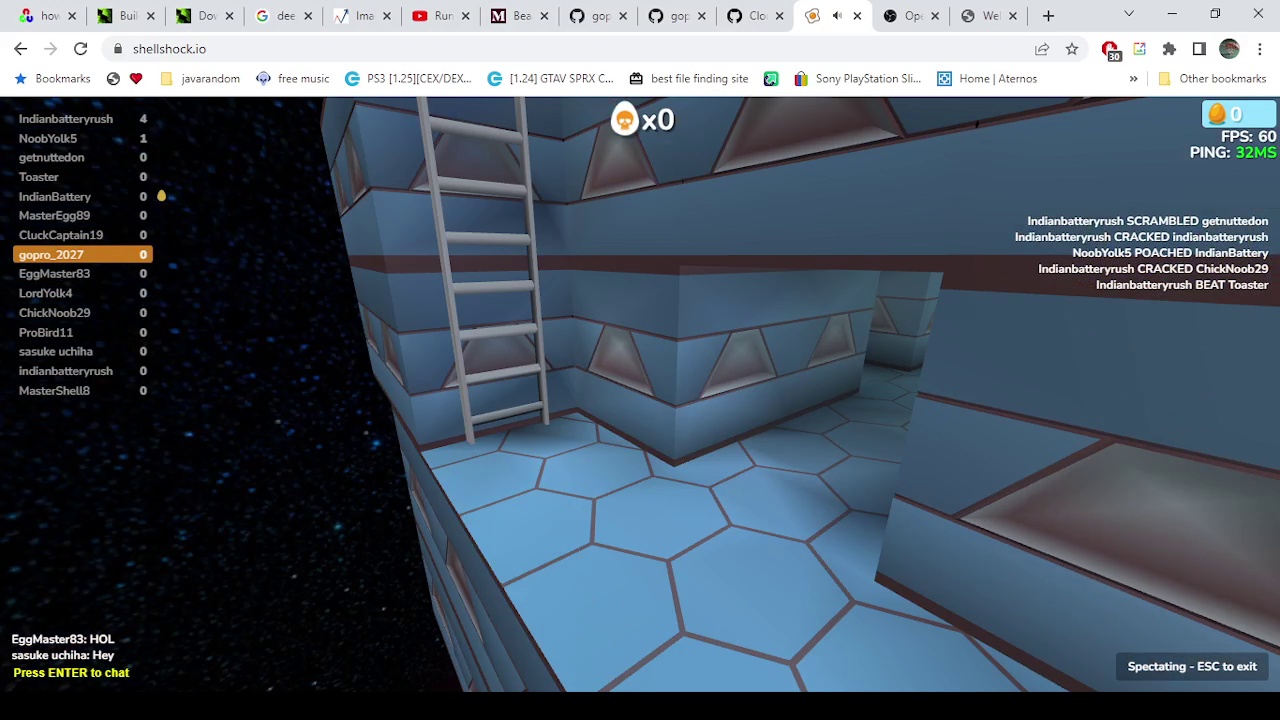 how
Buil
Dov
dee
Ima
Run
Bea
gop
gop
Clo
Ope
Wel
shellshock.io
30
Bookmarks
javarandom
free music
PS3 [1.25][CEX/DEX...
[1.24] GTAV SPRX C...
best file finding site
Sony PlayStation Sli...
Home | Aternos
»
Other bookmarks
Indianbatteryrush 4
NoobYolk5 1
getnuttedon 0
Toaster 0
IndianBattery 0
MasterEgg89 0
CluckCaptain19 0
gopro_2027 0
EggMaster83 0
LordYolk4 0
ChickNoob29 0
ProBird11 0
sasuke uchiha 0
indianbatteryrush 0
MasterShell8 0
x0
0
FPS: 60
PING: 32MS
Indianbatteryrush SCRAMBLED getnuttedon
Indianbatteryrush CRACKED indianbatteryrush
NoobYolk5 POACHED IndianBattery
Indianbatteryrush CRACKED ChickNoob29
Indianbatteryrush BEAT Toaster
EggMaster83: HOL
sasuke uchiha: Hey
Press ENTER to chat
Spectating - ESC to exit